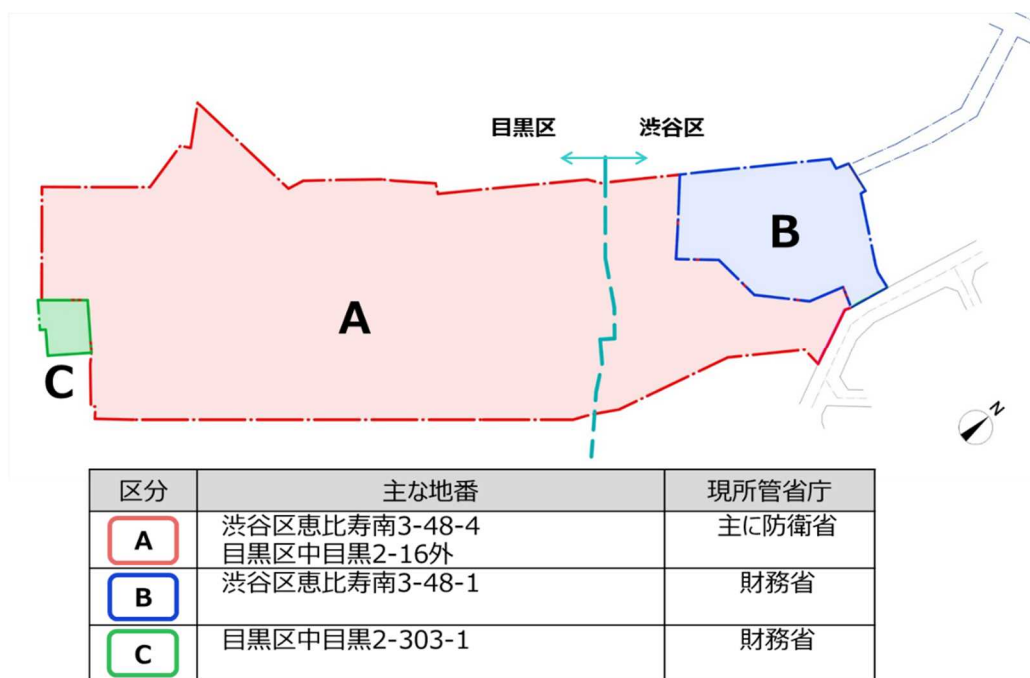 目黒区 渋谷区
N
A
B
C
区分 主な地番 現所管省庁
A 渋谷区恵比寿南3-48-4 主に防衛省
目黒区中目黒2-16外
B 渋谷区恵比寿南3-48-1 財務省
C 目黒区中目黒2-303-1 財務省